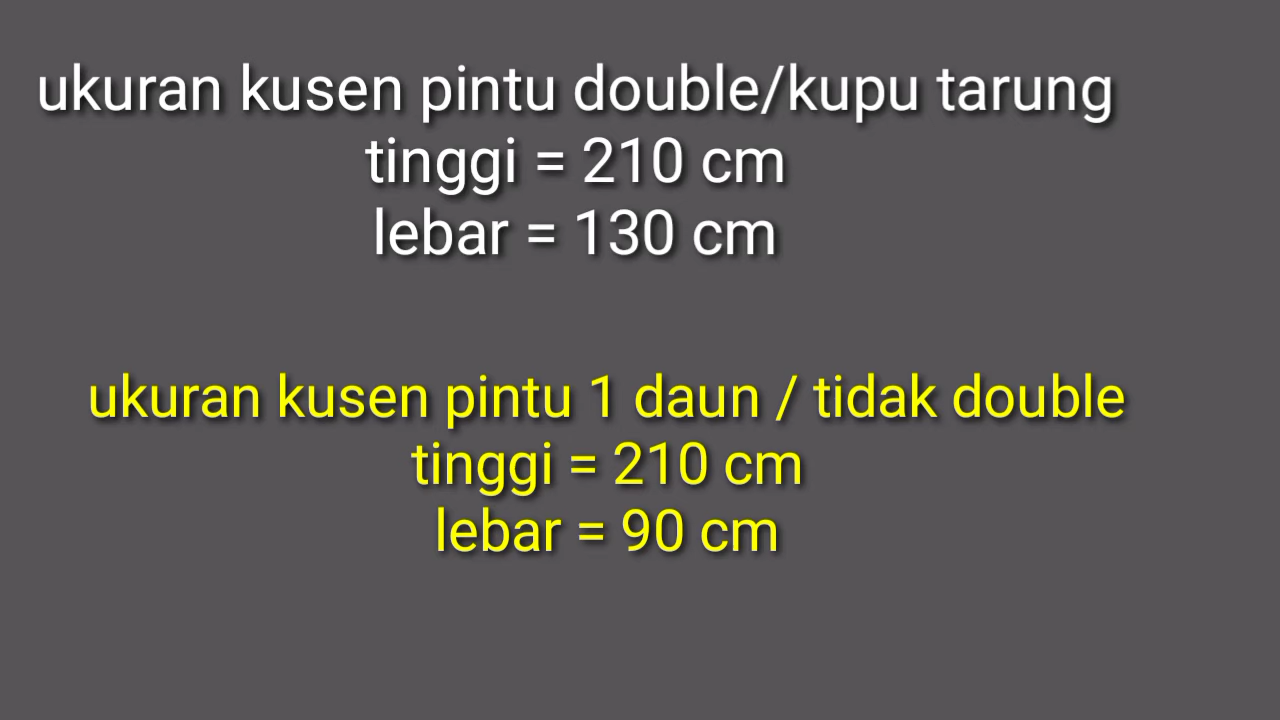 ukuran kusen pintu double/kupu tarung
tinggi = 210 cm
lebar = 130 cm
ukuran kusen pintu 1 daun / tidak double
tinggi = 210 cm
lebar = 90 cm